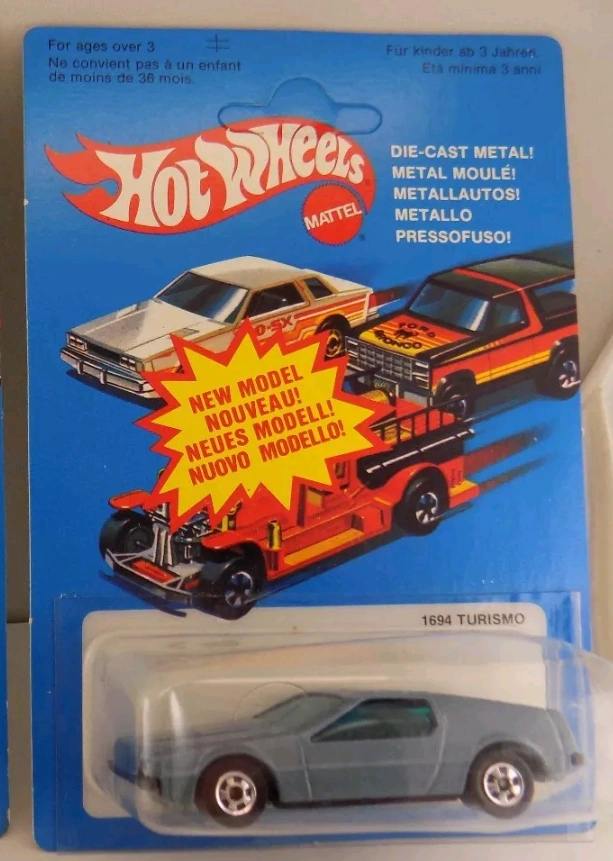 For ages over 3
Ne convient pas à un enfant
de moins de 36 mois.
Für kinder ab 3 Jahren.
Età minima 3 anni
HOT WHEELS
MATTEL
DIE-CAST METAL!
METAL MOULÉ!
METALLAUTOS!
METALLO
PRESSOFUSO!
FORD
BRONCO
NEW MODEL
NOUVEAU!
NEUES MODELL!
NUOVO MODELLO!
1694 TURISMO